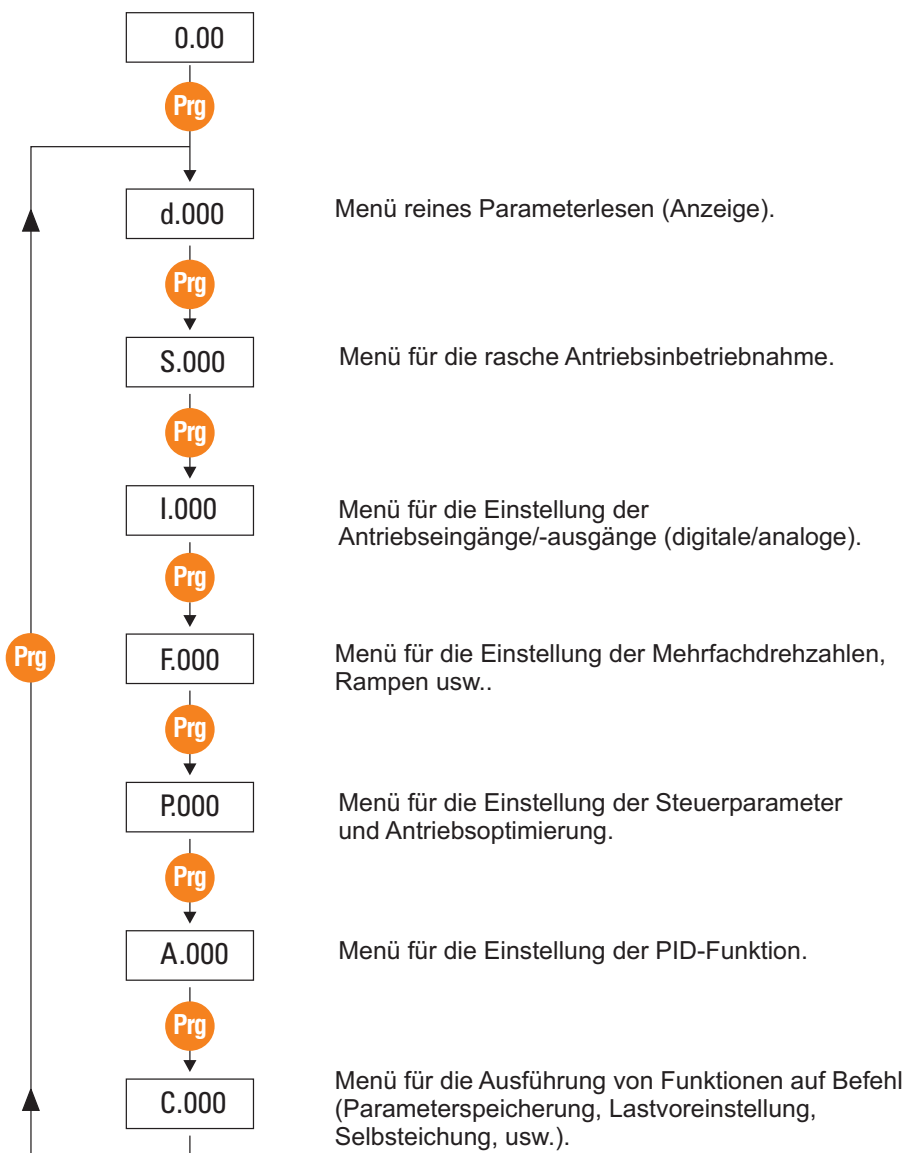 0.00
Prg
d.000
Menü reines Parameterlesen (Anzeige).
Prg
S.000
Menü für die rasche Antriebsinbetriebnahme.
Prg
I.000
Menü für die Einstellung der
Antriebseingänge/-ausgänge (digitale/analoge).
Prg
Prg
F.000
Menü für die Einstellung der Mehrfachdrehzahlen,
Rampen usw..
Prg
P.000
Menü für die Einstellung der Steuerparameter
und Antriebsoptimierung.
Prg
A.000
Menü für die Einstellung der PID-Funktion.
Prg
C.000
Menü für die Ausführung von Funktionen auf Befehl
(Parameterspeicherung, Lastvoreinstellung,
Selbsteichung, usw.).